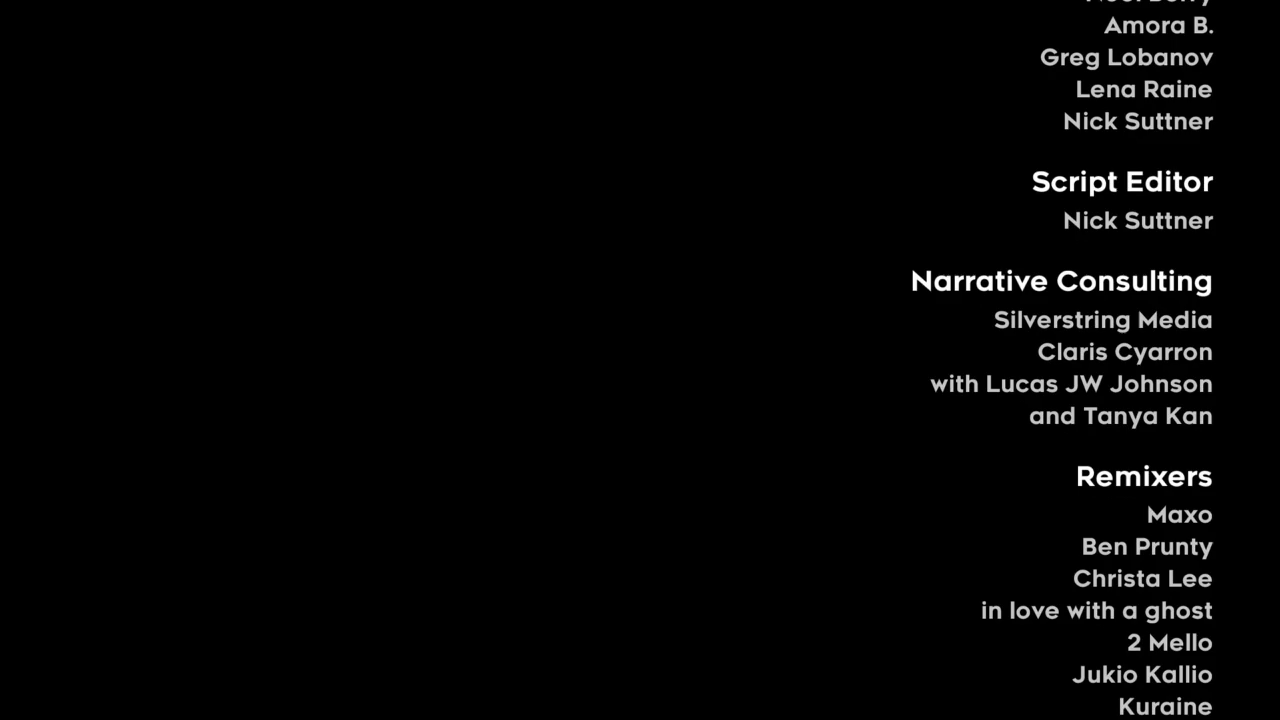 Amora B.
Greg Lobanov
Lena Raine
Nick Suttner
Script Editor
Nick Suttner
Narrative Consulting
Silverstring Media
Claris Cyarron
with Lucas JW Johnson
and Tanya Kan
Remixers
Maxo
Ben Prunty
Christa Lee
in love with a ghost
2 Mello
Jukio Kallio
Kuraine